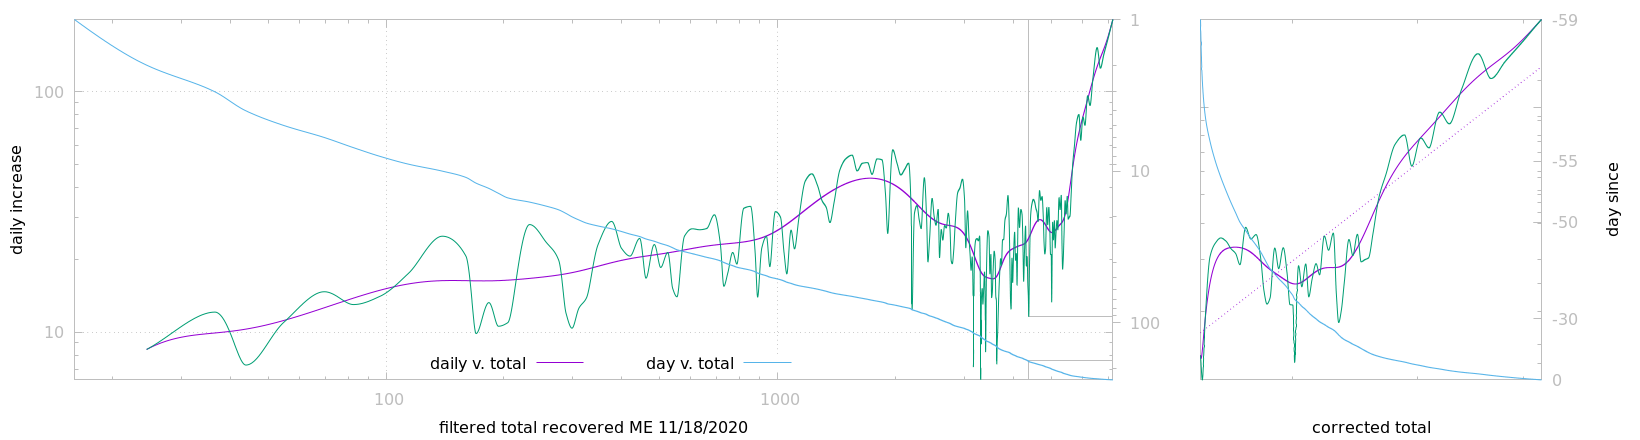 daily increase
100
10
daily v. total
day v. total
100
1000
filtered total recovered ME 11/18/2020
1
10
100
-59
-55
-50
-30
0
day since
corrected total